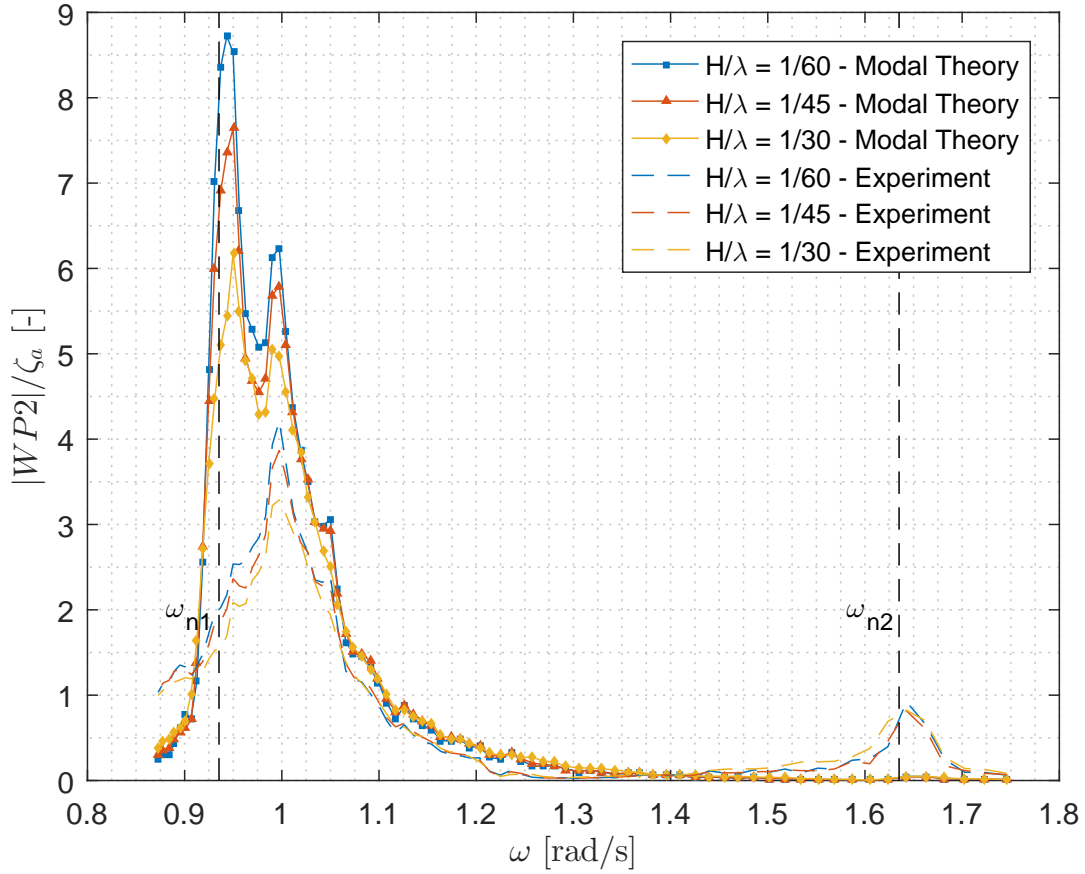 9
8
7
6
5
4
3
2
1
0
|WP2|/ζa [-]
H/λ = 1/60 - Modal Theory
H/λ = 1/45 - Modal Theory
H/λ = 1/30 - Modal Theory
H/λ = 1/60 - Experiment
H/λ = 1/45 - Experiment
H/λ = 1/30 - Experiment
ωn1
ωn2
0.8 0.9 1 1.1 1.2 1.3 1.4 1.5 1.6 1.7 1.8
ω [rad/s]